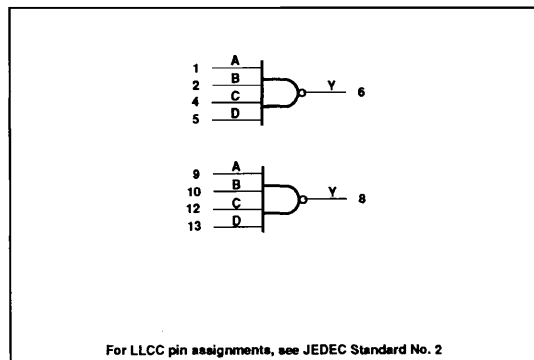 A
1
B
2
C
4
D
5
Y
6
A
9
B
10
C
12
D
13
Y
8
For LLCC pin assignments, see JEDEC Standard No. 2